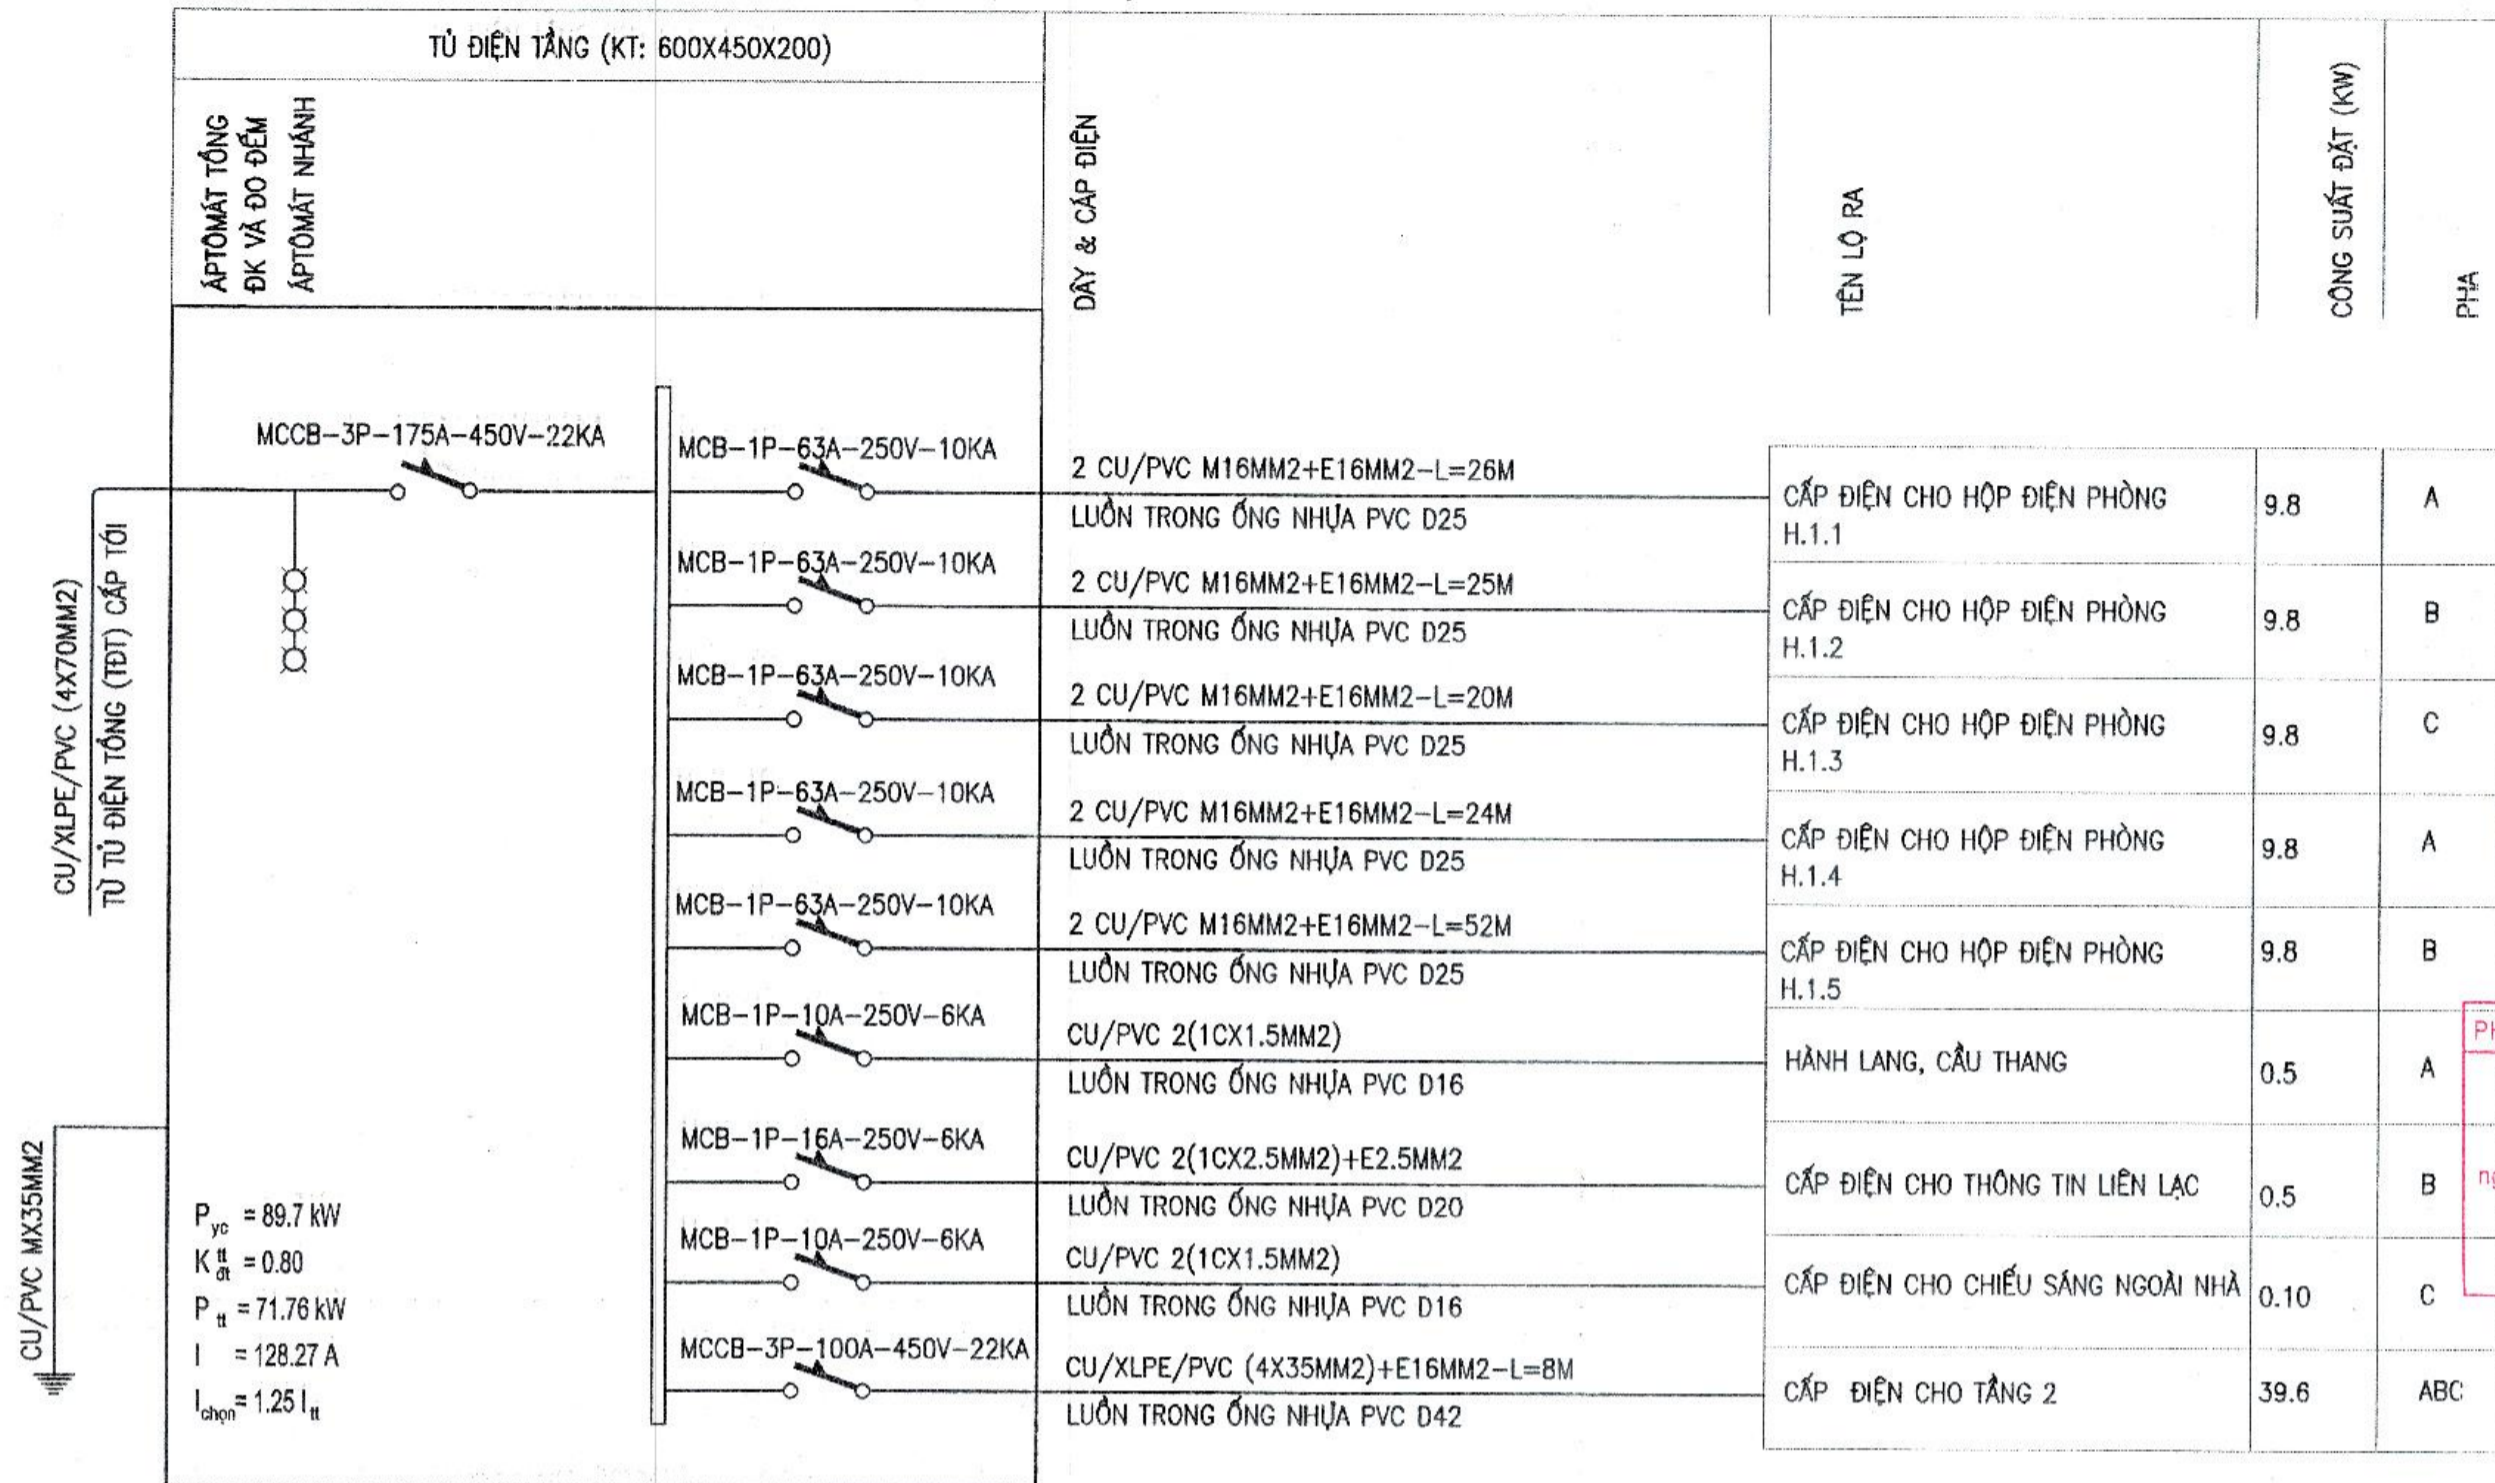 TỦ ĐIỆN TẦNG (KT: 600X450X200)
ÁPTÔMÁT TỔNG
ĐK VÀ ĐO ĐẾM
ÁPTÔMÁT NHÁNH
DÂY & CÁP ĐIỆN
TÊN LỘ RA
CÔNG SUẤT ĐẶT (KW)
PHA
CU/XLPE/PVC (4X70MM2)
TỪ TỦ ĐIỆN TỔNG (TĐT) CẤP TỚI
MCCB-3P-175A-450V-22KA
MCB-1P-63A-250V-10KA
2 CU/PVC M16MM2+E16MM2-L=26M
LUỒN TRONG ỐNG NHỰA PVC D25
CẤP ĐIỆN CHO HỘP ĐIỆN PHÒNG
H.1.1
9.8
A
MCB-1P-63A-250V-10KA
2 CU/PVC M16MM2+E16MM2-L=25M
LUỒN TRONG ỐNG NHỰA PVC D25
CẤP ĐIỆN CHO HỘP ĐIỆN PHÒNG
H.1.2
9.8
B
MCB-1P-63A-250V-10KA
2 CU/PVC M16MM2+E16MM2-L=20M
LUỒN TRONG ỐNG NHỰA PVC D25
CẤP ĐIỆN CHO HỘP ĐIỆN PHÒNG
H.1.3
9.8
C
MCB-1P-63A-250V-10KA
2 CU/PVC M16MM2+E16MM2-L=24M
LUỒN TRONG ỐNG NHỰA PVC D25
CẤP ĐIỆN CHO HỘP ĐIỆN PHÒNG
H.1.4
9.8
A
MCB-1P-63A-250V-10KA
2 CU/PVC M16MM2+E16MM2-L=52M
LUỒN TRONG ỐNG NHỰA PVC D25
CẤP ĐIỆN CHO HỘP ĐIỆN PHÒNG
H.1.5
9.8
B
MCB-1P-10A-250V-6KA
CU/PVC 2(1CX1.5MM2)
LUỒN TRONG ỐNG NHỰA PVC D16
HÀNH LANG, CẦU THANG
0.5
A
MCB-1P-16A-250V-6KA
CU/PVC 2(1CX2.5MM2)+E2.5MM2
LUỒN TRONG ỐNG NHỰA PVC D20
CẤP ĐIỆN CHO THÔNG TIN LIÊN LẠC
0.5
B
MCB-1P-10A-250V-6KA
CU/PVC 2(1CX1.5MM2)
LUỒN TRONG ỐNG NHỰA PVC D16
CẤP ĐIỆN CHO CHIẾU SÁNG NGOÀI NHÀ
0.10
C
MCCB-3P-100A-450V-22KA
CU/XLPE/PVC (4X35MM2)+E16MM2-L=8M
LUỒN TRONG ỐNG NHỰA PVC D42
CẤP ĐIỆN CHO TẦNG 2
39.6
ABC
CU/PVC MX35MM2
P yc = 89.7 kW
K tt đt = 0.80
P tt = 71.76 kW
I = 128.27 A
I chọn = 1.25 I tt